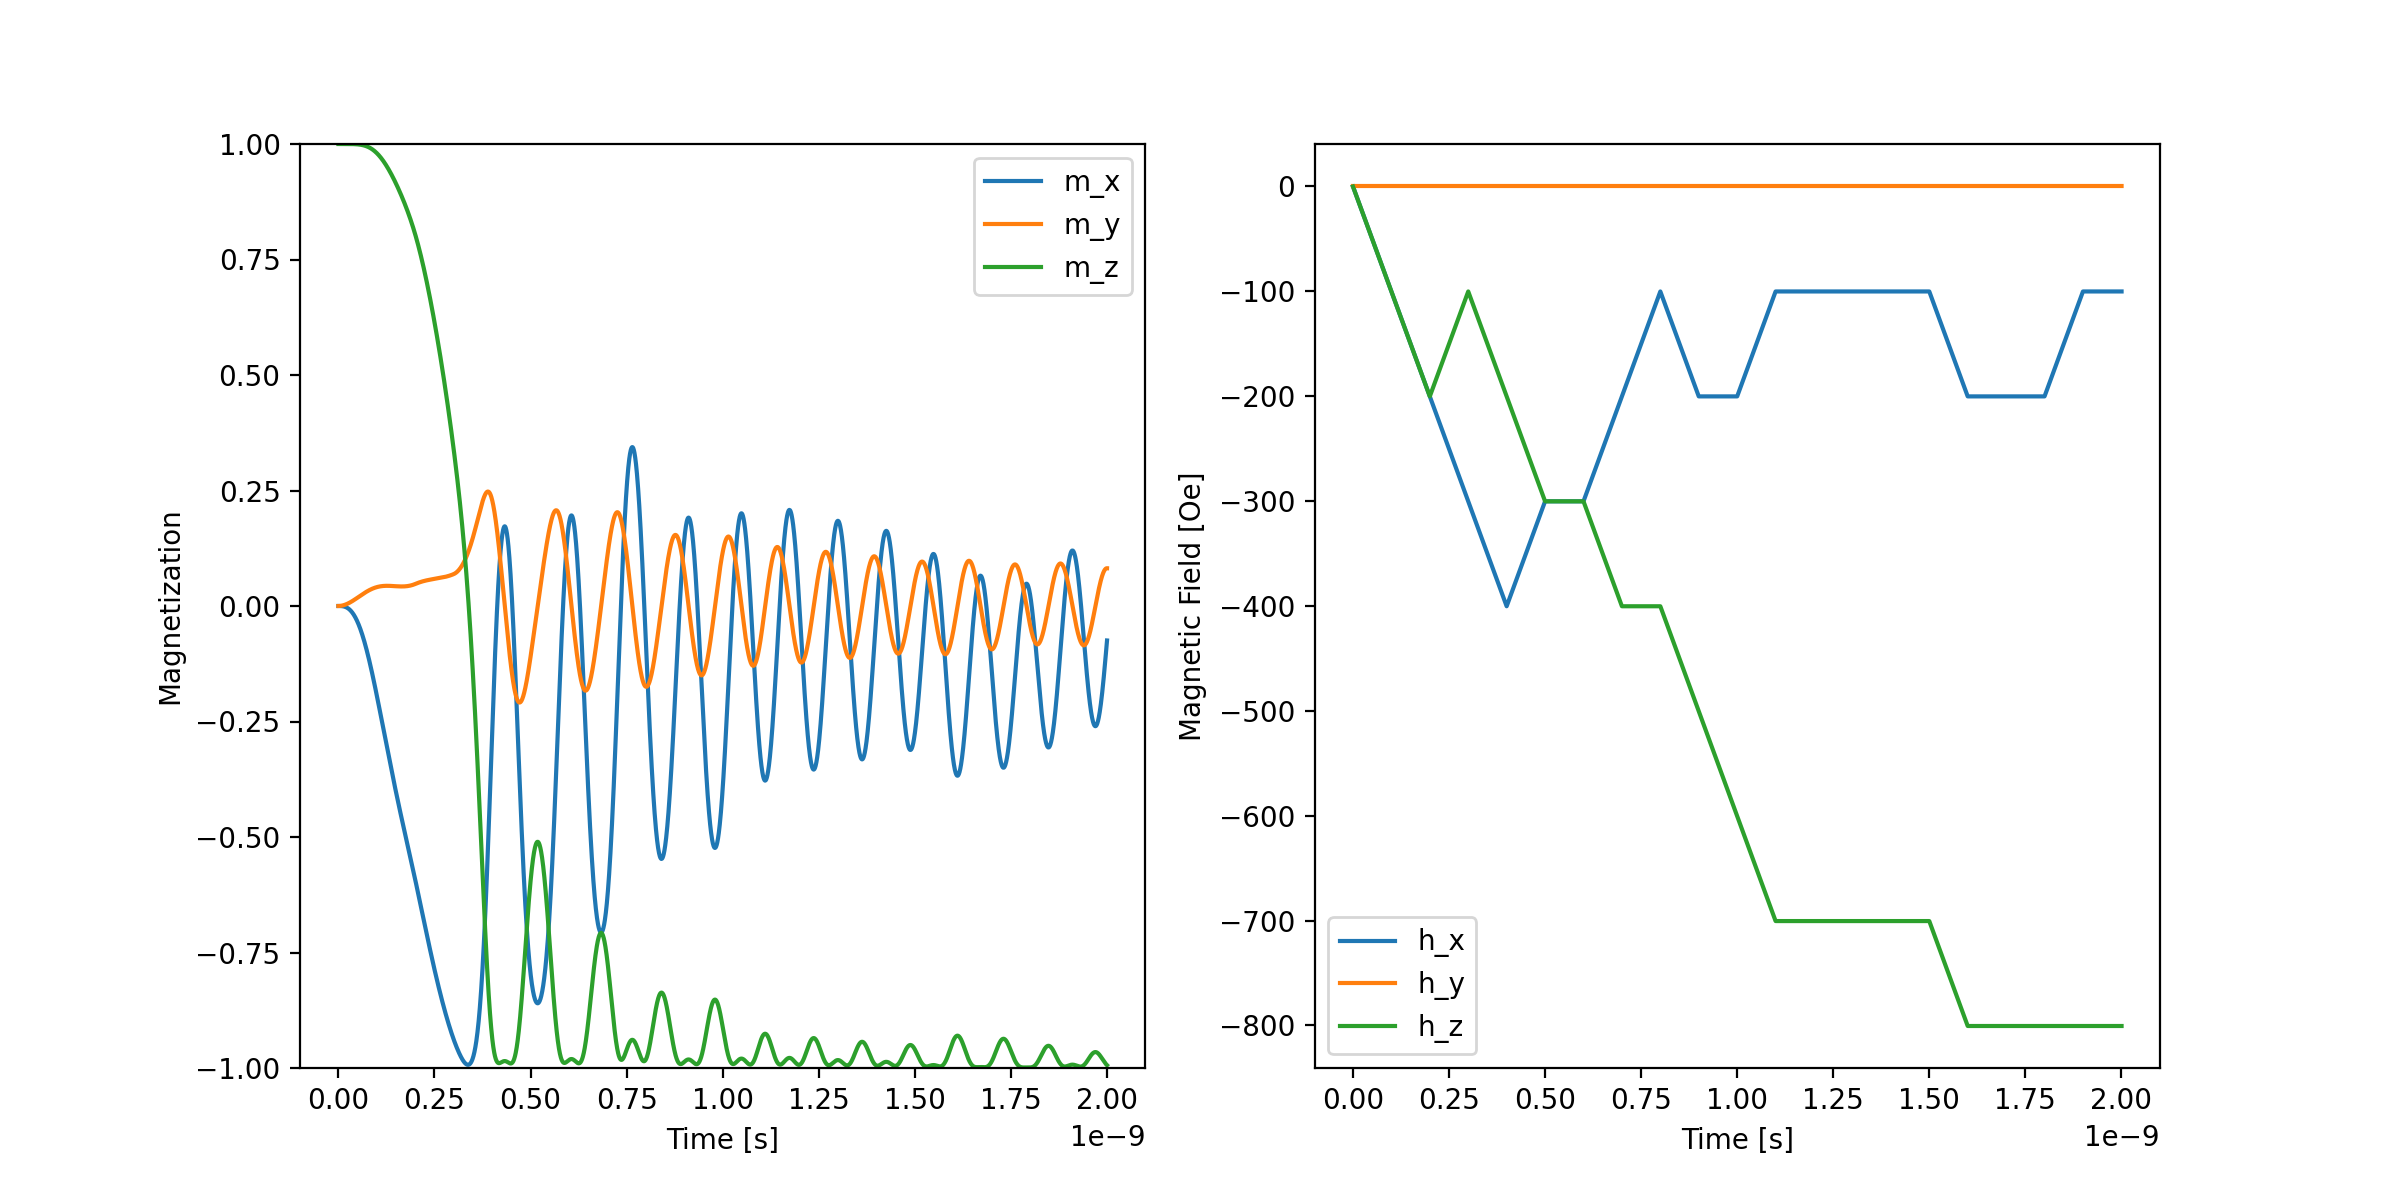 1.00
0.75
0.50
0.25
0.00
−0.25
−0.50
−0.75
−1.00
Magnetization
m_x
m_y
m_z
0.00 0.25 0.50 0.75 1.00 1.25 1.50 1.75 2.00
Time [s]
1e−9
0
−100
−200
−300
−400
−500
−600
−700
−800
Magnetic Field [Oe]
h_x
h_y
h_z
0.00 0.25 0.50 0.75 1.00 1.25 1.50 1.75 2.00
Time [s]
1e−9